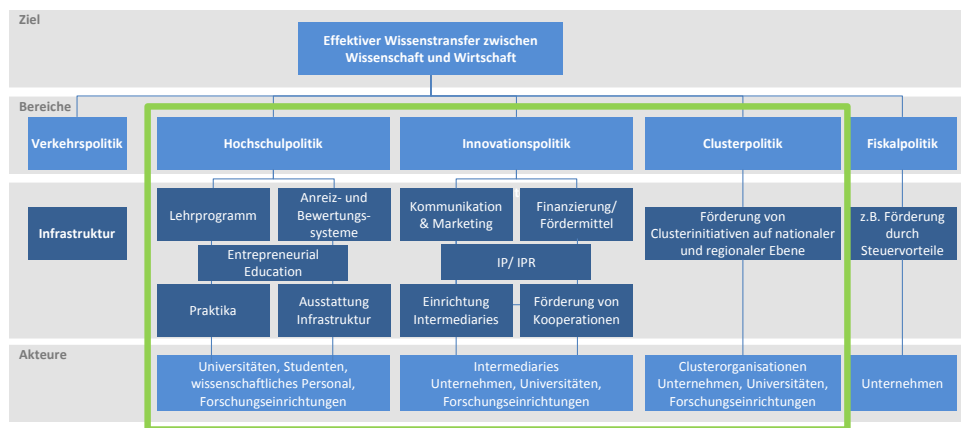 Ziel
Effektiver Wissenstransfer zwischen
Wissenschaft und Wirtschaft
Bereiche
Verkehrspolitik
Hochschulpolitik
Innovationspolitik
Clusterpolitik
Fiskalpolitik
Infrastruktur
Lehrprogramm
Anreiz- und
Bewertungs-
systeme
Entrepreneurial
Education
Praktika
Ausstattung
Infrastruktur
Kommunikation
& Marketing
Finanzierung/
Fördermittel
IP/ IPR
Einrichtung
Intermediaries
Förderung von
Kooperationen
Förderung von
Clusterinitiativen auf nationaler
und regionaler Ebene
z.B. Förderung
durch
Steuervorteile
Akteure
Universitäten, Studenten,
wissenschaftliches Personal,
Forschungseinrichtungen
Intermediaries
Unternehmen, Universitäten,
Forschungseinrichtungen
Clusterorganisationen
Unternehmen, Universitäten,
Forschungseinrichtungen
Unternehmen